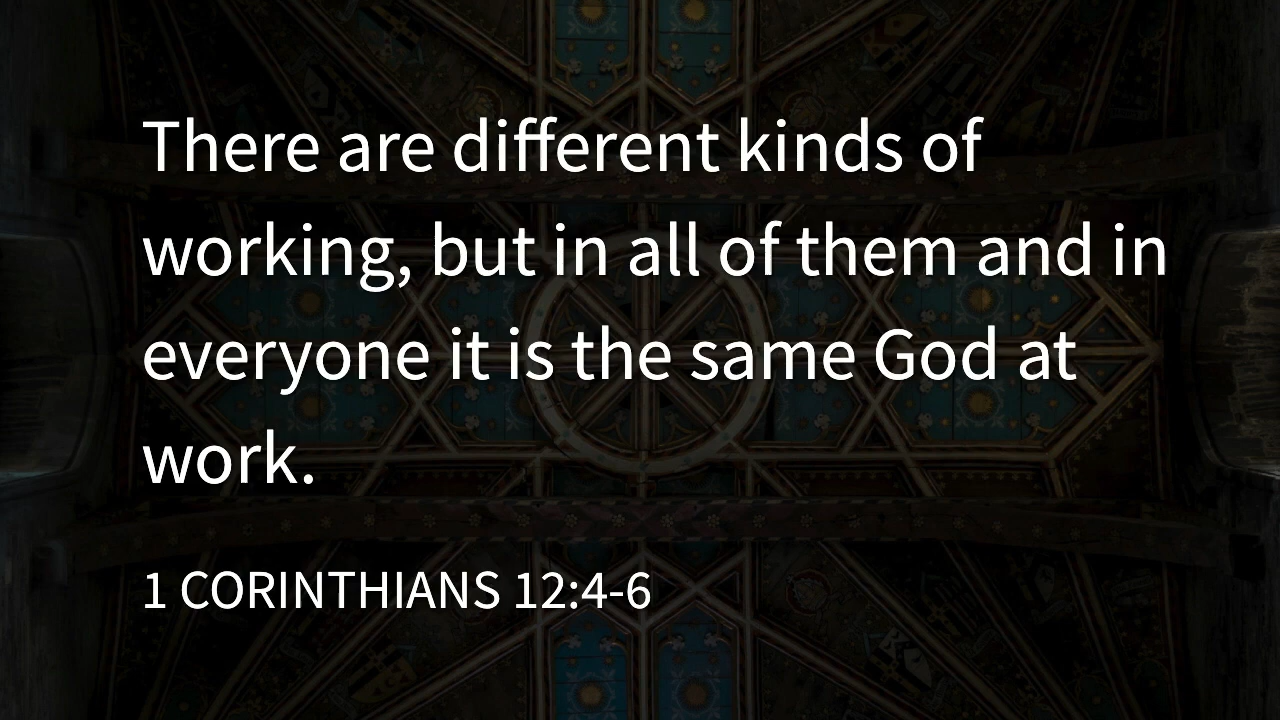 There are different kinds of
working, but in all of them and in
everyone it is the same God at
work.
1 CORINTHIANS 12:4-6